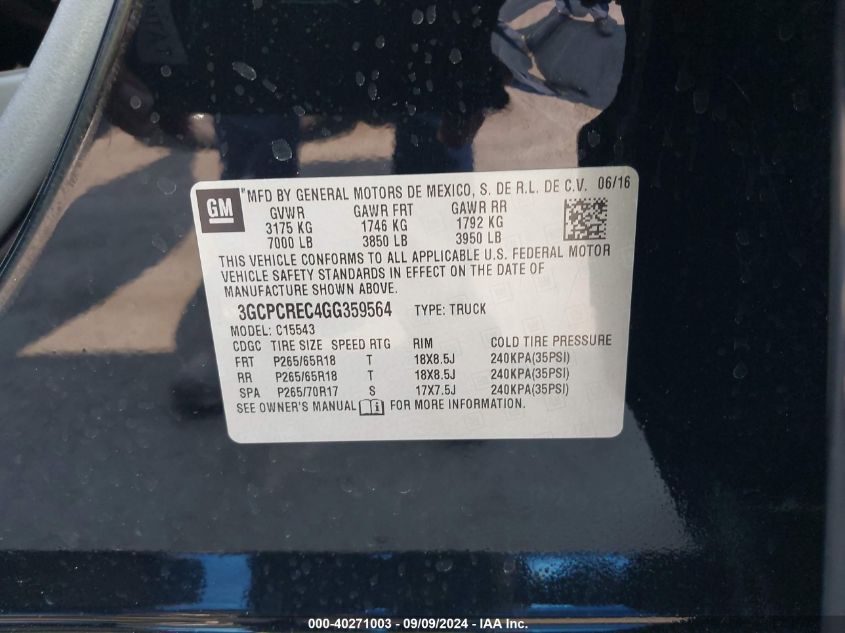 GM
"MFD BY GENERAL MOTORS DE MEXICO, S. DE R.L. DE C.V. 06/16
GVWR GAWR FRT GAWR RR
3175 KG 1746 KG 1792 KG
7000 LB 3850 LB 3950 LB
THIS VEHICLE CONFORMS TO ALL APPLICABLE U.S. FEDERAL MOTOR
VEHICLE SAFETY STANDARDS IN EFFECT ON THE DATE OF
MANUFACTURE SHOWN ABOVE.
3GCPCREC4GG359564 TYPE: TRUCK
MODEL: C15543
CDGC TIRE SIZE SPEED RTG RIM COLD TIRE PRESSURE
FRT P265/65R18 T 18X8.5J 240KPA(35PSI)
RR P265/65R18 T 18X8.5J 240KPA(35PSI)
SPA P265/70R17 S 17X7.5J 240KPA(35PSI)
SEE OWNER'S MANUAL FOR MORE INFORMATION.
000-40271003 - 09/09/2024 - IAA Inc.